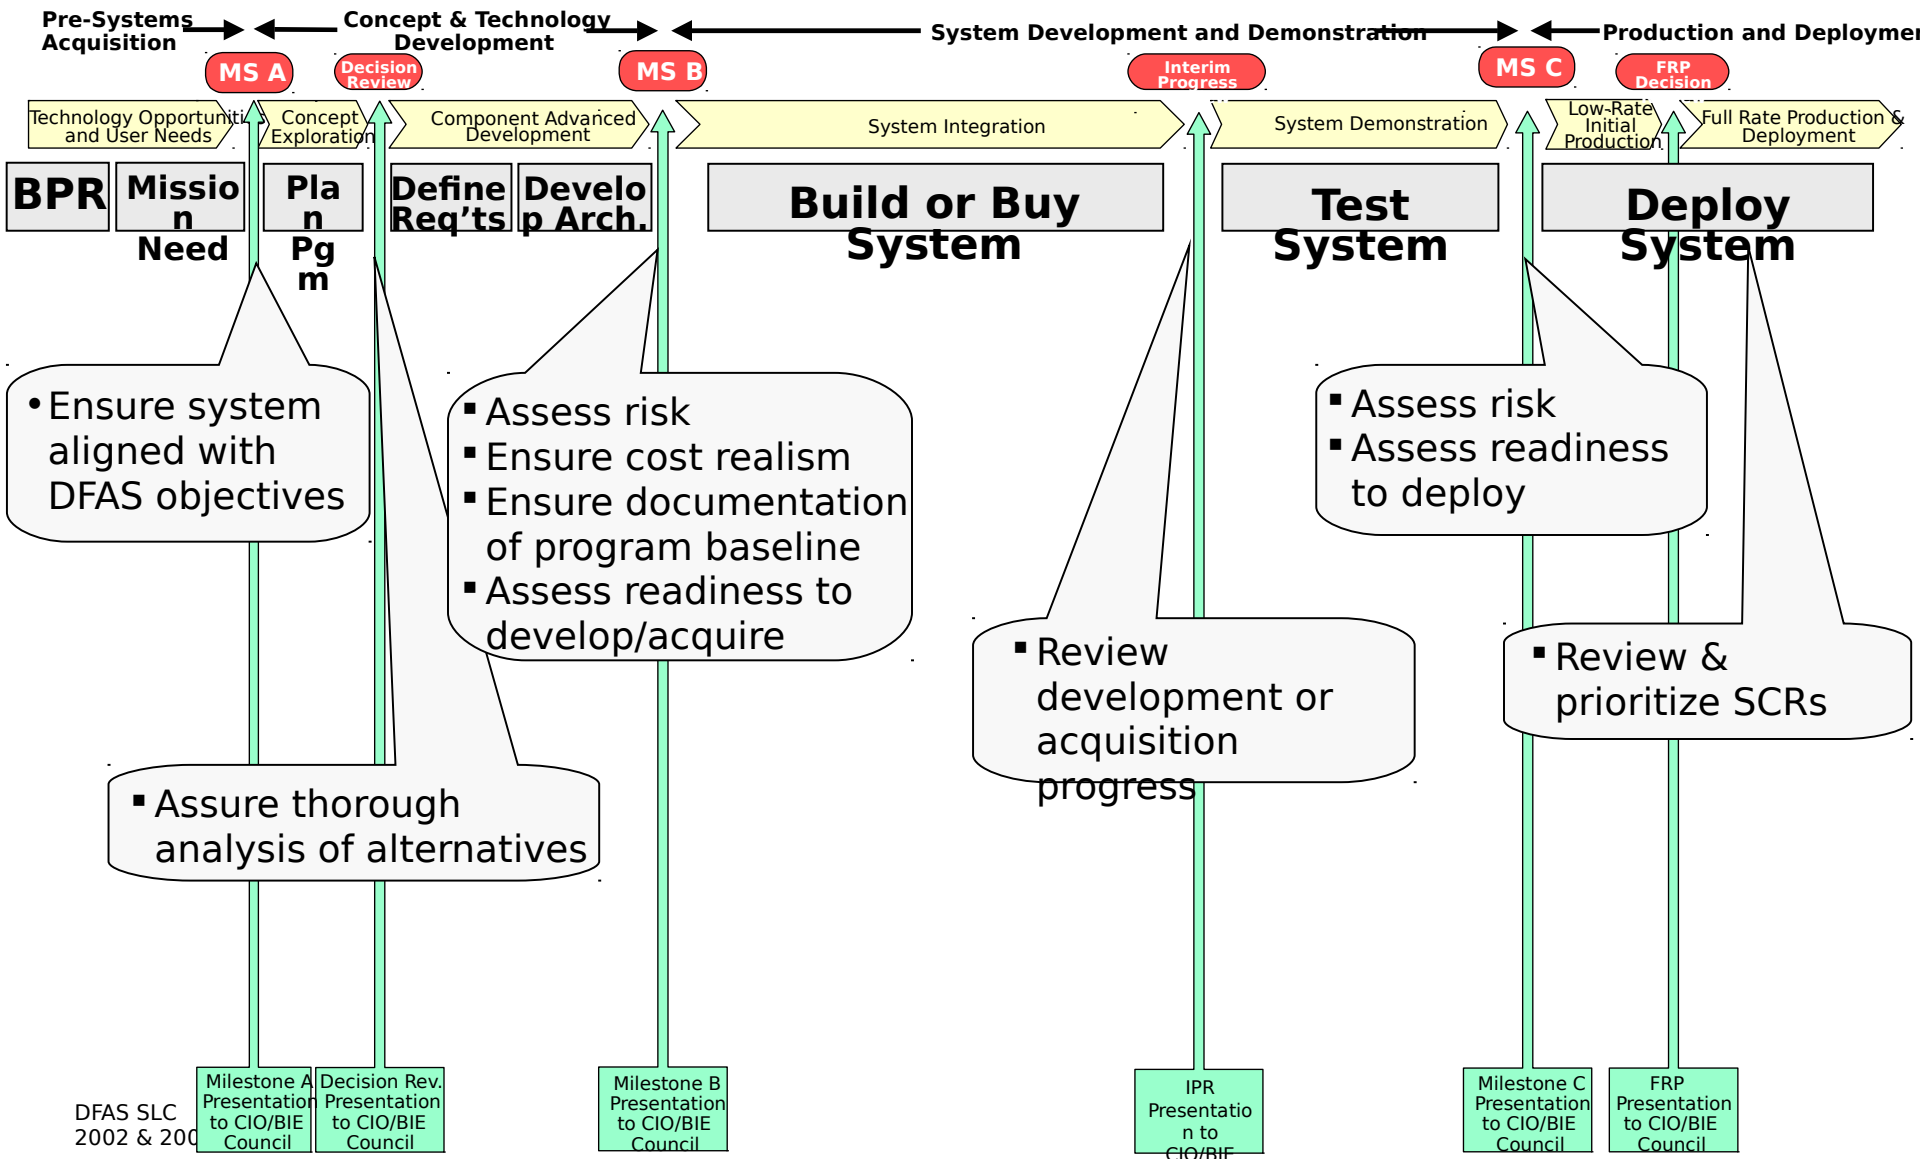 Pre-Systems
Acquisition
Concept & Technology
Development
System Development and Demonstration
Production and Deploymen
MS A
Decision
Review
MS B
Interim
Progress
MS C
FRP
Decision
Technology Opportunities
and User Needs
Concept
Exploration
Component Advanced
Development
System Integration
System Demonstration
Low-Rate
Initial
Production
Full Rate Production &
Deployment
BPR
Missio
n
Need
Pla
n
Pg
m
Define
Req’ts
Develo
p Arch.
Build or Buy
System
Test
System
Deploy
System
•Ensure system
aligned with
DFAS objectives
▪Assess risk
▪Ensure cost realism
▪Ensure documentation
of program baseline
▪Assess readiness to
develop/acquire
▪Assess risk
▪Assess readiness
to deploy
▪Review
development or
acquisition
progress
▪Review &
prioritize SCRs
▪Assure thorough
analysis of alternatives
DFAS SLC
2002 & 200
Milestone A
Presentation
to CIO/BIE
Council
Decision Rev.
Presentation
to CIO/BIE
Council
Milestone B
Presentation
to CIO/BIE
Council
IPR
Presentatio
n to
CIO/BIE
Milestone C
Presentation
to CIO/BIE
Council
FRP
Presentation
to CIO/BIE
Council